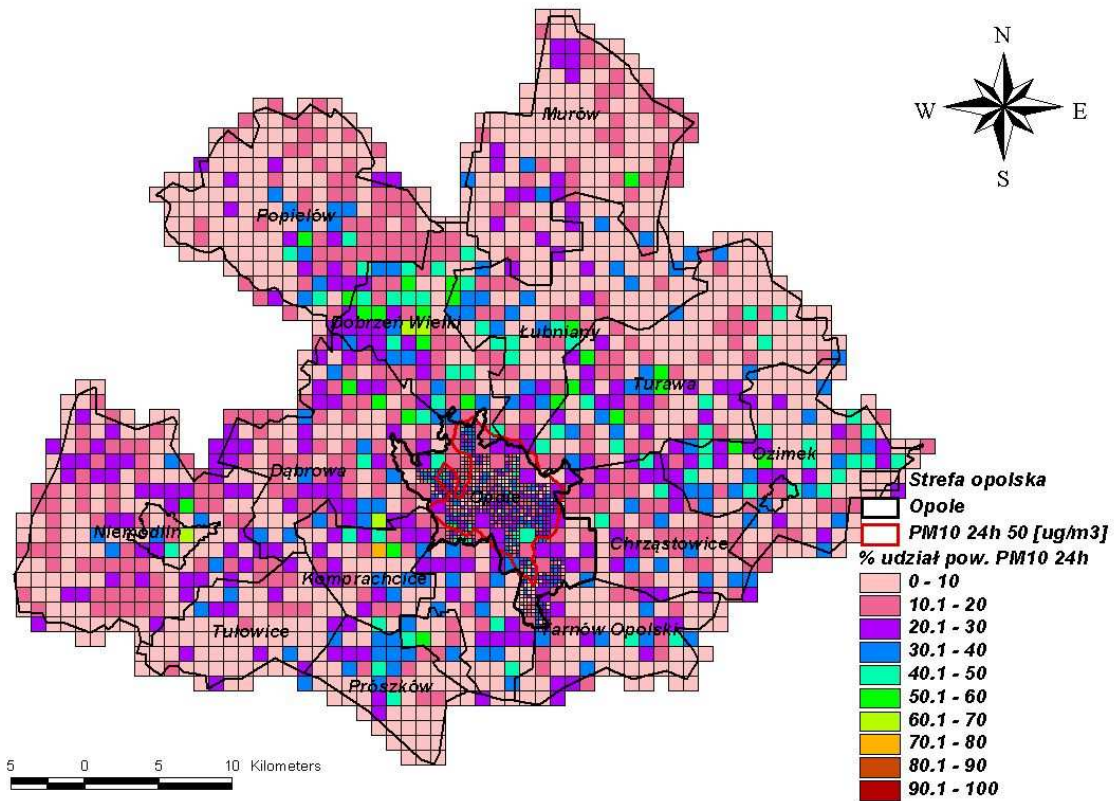 N
W E
S
Murów
Popielów
Dobrzeń Wielki
Łubniany
Turawa
Ozimek
Dąbrowa
Opole
Niemodlin
Chrząstowice
Komprachcice
Tułowice
Tarnów Opolski
Prószków
Strefa opolska
Opole
PM10 24h 50 [ug/m3]
% udział pow. PM10 24h
0 - 10
10.1 - 20
20.1 - 30
30.1 - 40
40.1 - 50
50.1 - 60
60.1 - 70
70.1 - 80
80.1 - 90
90.1 - 100
5 0 5 10 Kilometers